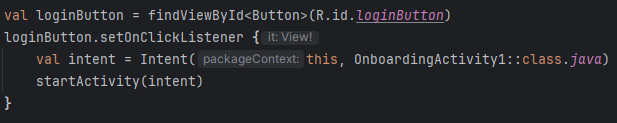 val loginButton = findViewById<Button>(R.id.loginButton)
loginButton.setOnClickListener { it: View!
    val intent = Intent( packageContext: this, OnboardingActivity1::class.java)
    startActivity(intent)
}